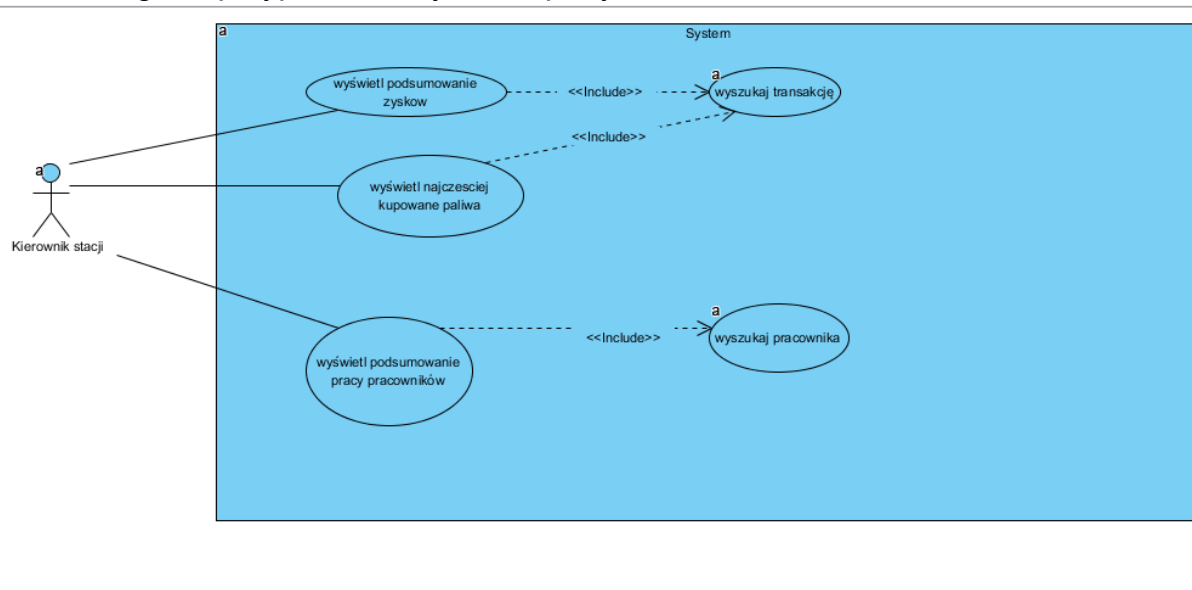 a
System
wyświetl podsumowanie
zyskow
<<Include>>
a
wyszukaj transakcję
<<Include>>
a
wyświetl najczesciej
kupowane paliwa
Kierownik stacji
a
<<Include>>
wyszukaj pracownika
wyświetl podsumowanie
pracy pracowników